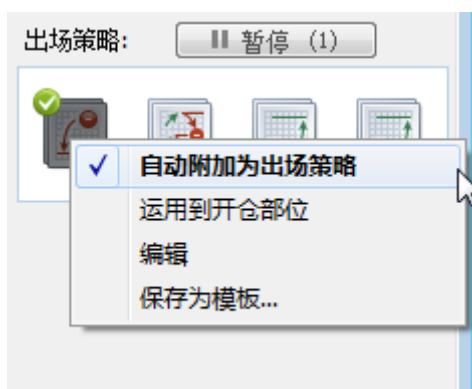 出场策略:
暂停 (1)
自动附加为出场策略
运用到开仓部位
编辑
保存为模板...